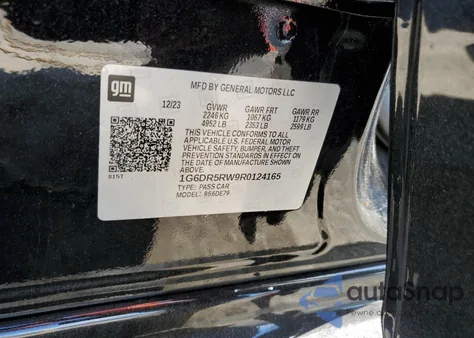 gm
MFD BY GENERAL MOTORS LLC
12/23 GVWR GAWR FRT GAWR RR
2246 KG 1067 KG 1179 KG
4952 LB 2353 LB 2599 LB
THIS VEHICLE CONFORMS TO ALL
APPLICABLE U.S. FEDERAL MOTOR
VEHICLE SAFETY, BUMPER, AND THEFT
PREVENTION STANDARDS IN EFFECT
ON THE DATE OF MANUFACTURE SHOWN
ABOVE.
815T
1G6DR5RW9R0124165
TYPE: PASS CAR
MODEL:
autosnap